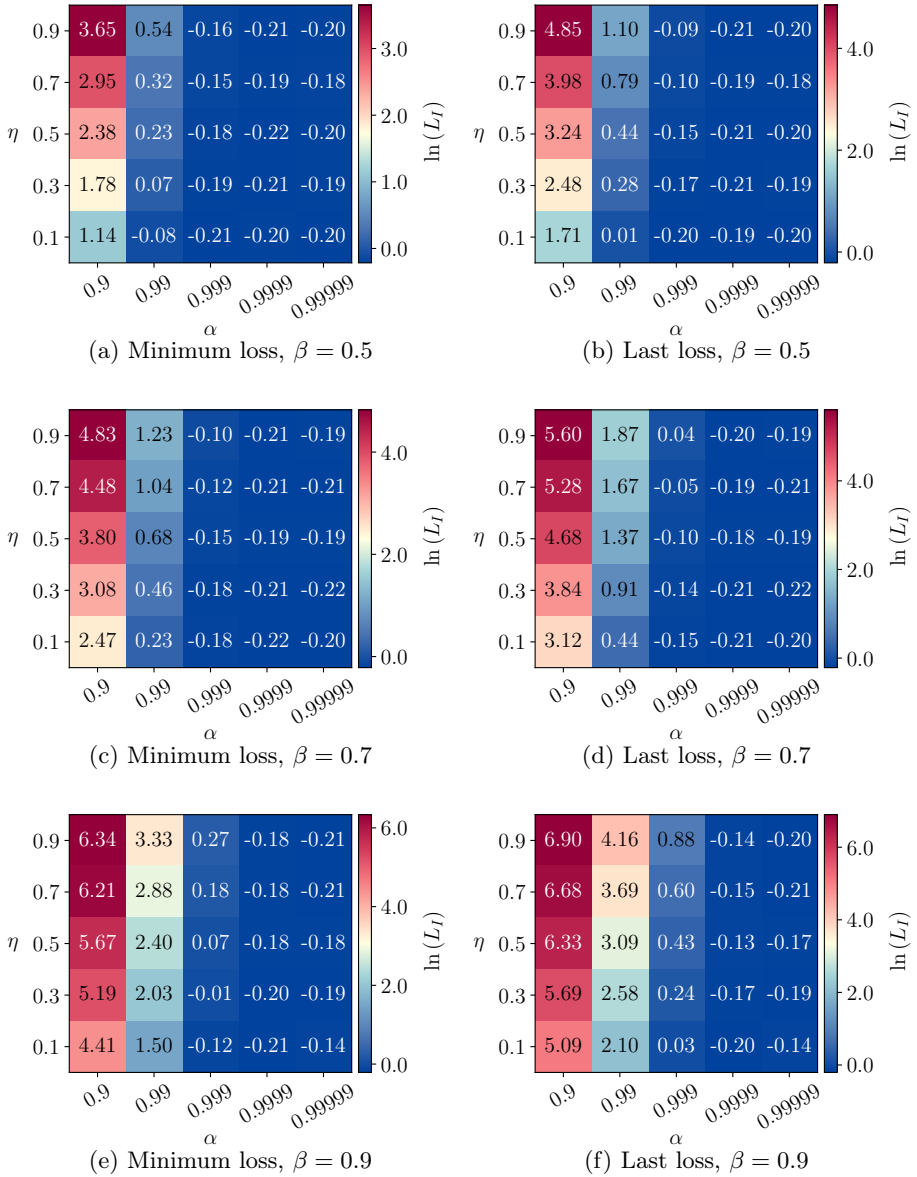 0.9 3.65 0.54 -0.16 -0.21 -0.20
0.7 2.95 0.32 -0.15 -0.19 -0.18
η 0.5 2.38 0.23 -0.18 -0.22 -0.20
0.3 1.78 0.07 -0.19 -0.21 -0.19
0.1 1.14 -0.08 -0.21 -0.20 -0.20
0.9 0.99 0.999 0.9999 0.99999
α
3.0
2.0
1.0
0.0
ln (L_I)
(a) Minimum loss, β = 0.5
0.9 4.85 1.10 -0.09 -0.21 -0.20
0.7 3.98 0.79 -0.10 -0.19 -0.18
η 0.5 3.24 0.44 -0.15 -0.21 -0.20
0.3 2.48 0.28 -0.17 -0.21 -0.19
0.1 1.71 0.01 -0.20 -0.19 -0.20
0.9 0.99 0.999 0.9999 0.99999
α
4.0
2.0
0.0
ln (L_I)
(b) Last loss, β = 0.5
0.9 4.83 1.23 -0.10 -0.21 -0.19
0.7 4.48 1.04 -0.12 -0.21 -0.21
η 0.5 3.80 0.68 -0.15 -0.19 -0.19
0.3 3.08 0.46 -0.18 -0.21 -0.22
0.1 2.47 0.23 -0.18 -0.22 -0.20
0.9 0.99 0.999 0.9999 0.99999
α
4.0
2.0
0.0
ln (L_I)
(c) Minimum loss, β = 0.7
0.9 5.60 1.87 0.04 -0.20 -0.19
0.7 5.28 1.67 -0.05 -0.19 -0.21
η 0.5 4.68 1.37 -0.10 -0.18 -0.19
0.3 3.84 0.91 -0.14 -0.21 -0.22
0.1 3.12 0.44 -0.15 -0.21 -0.20
0.9 0.99 0.999 0.9999 0.99999
α
4.0
2.0
0.0
ln (L_I)
(d) Last loss, β = 0.7
0.9 6.34 3.33 0.27 -0.18 -0.21
0.7 6.21 2.88 0.18 -0.18 -0.21
η 0.5 5.67 2.40 0.07 -0.18 -0.18
0.3 5.19 2.03 -0.01 -0.20 -0.19
0.1 4.41 1.50 -0.12 -0.21 -0.14
0.9 0.99 0.999 0.9999 0.99999
α
6.0
4.0
2.0
0.0
ln (L_I)
(e) Minimum loss, β = 0.9
0.9 6.90 4.16 0.88 -0.14 -0.20
0.7 6.68 3.69 0.60 -0.15 -0.21
η 0.5 6.33 3.09 0.43 -0.13 -0.17
0.3 5.69 2.58 0.24 -0.17 -0.19
0.1 5.09 2.10 0.03 -0.20 -0.14
0.9 0.99 0.999 0.9999 0.99999
α
6.0
4.0
2.0
0.0
ln (L_I)
(f) Last loss, β = 0.9